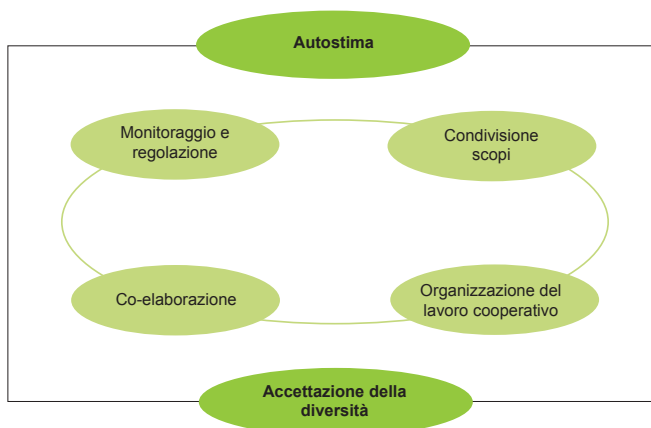 Autostima
Monitoraggio e
regolazione
Condivisione
scopi
Co-elaborazione
Organizzazione del
lavoro cooperativo
Accettazione della
diversità